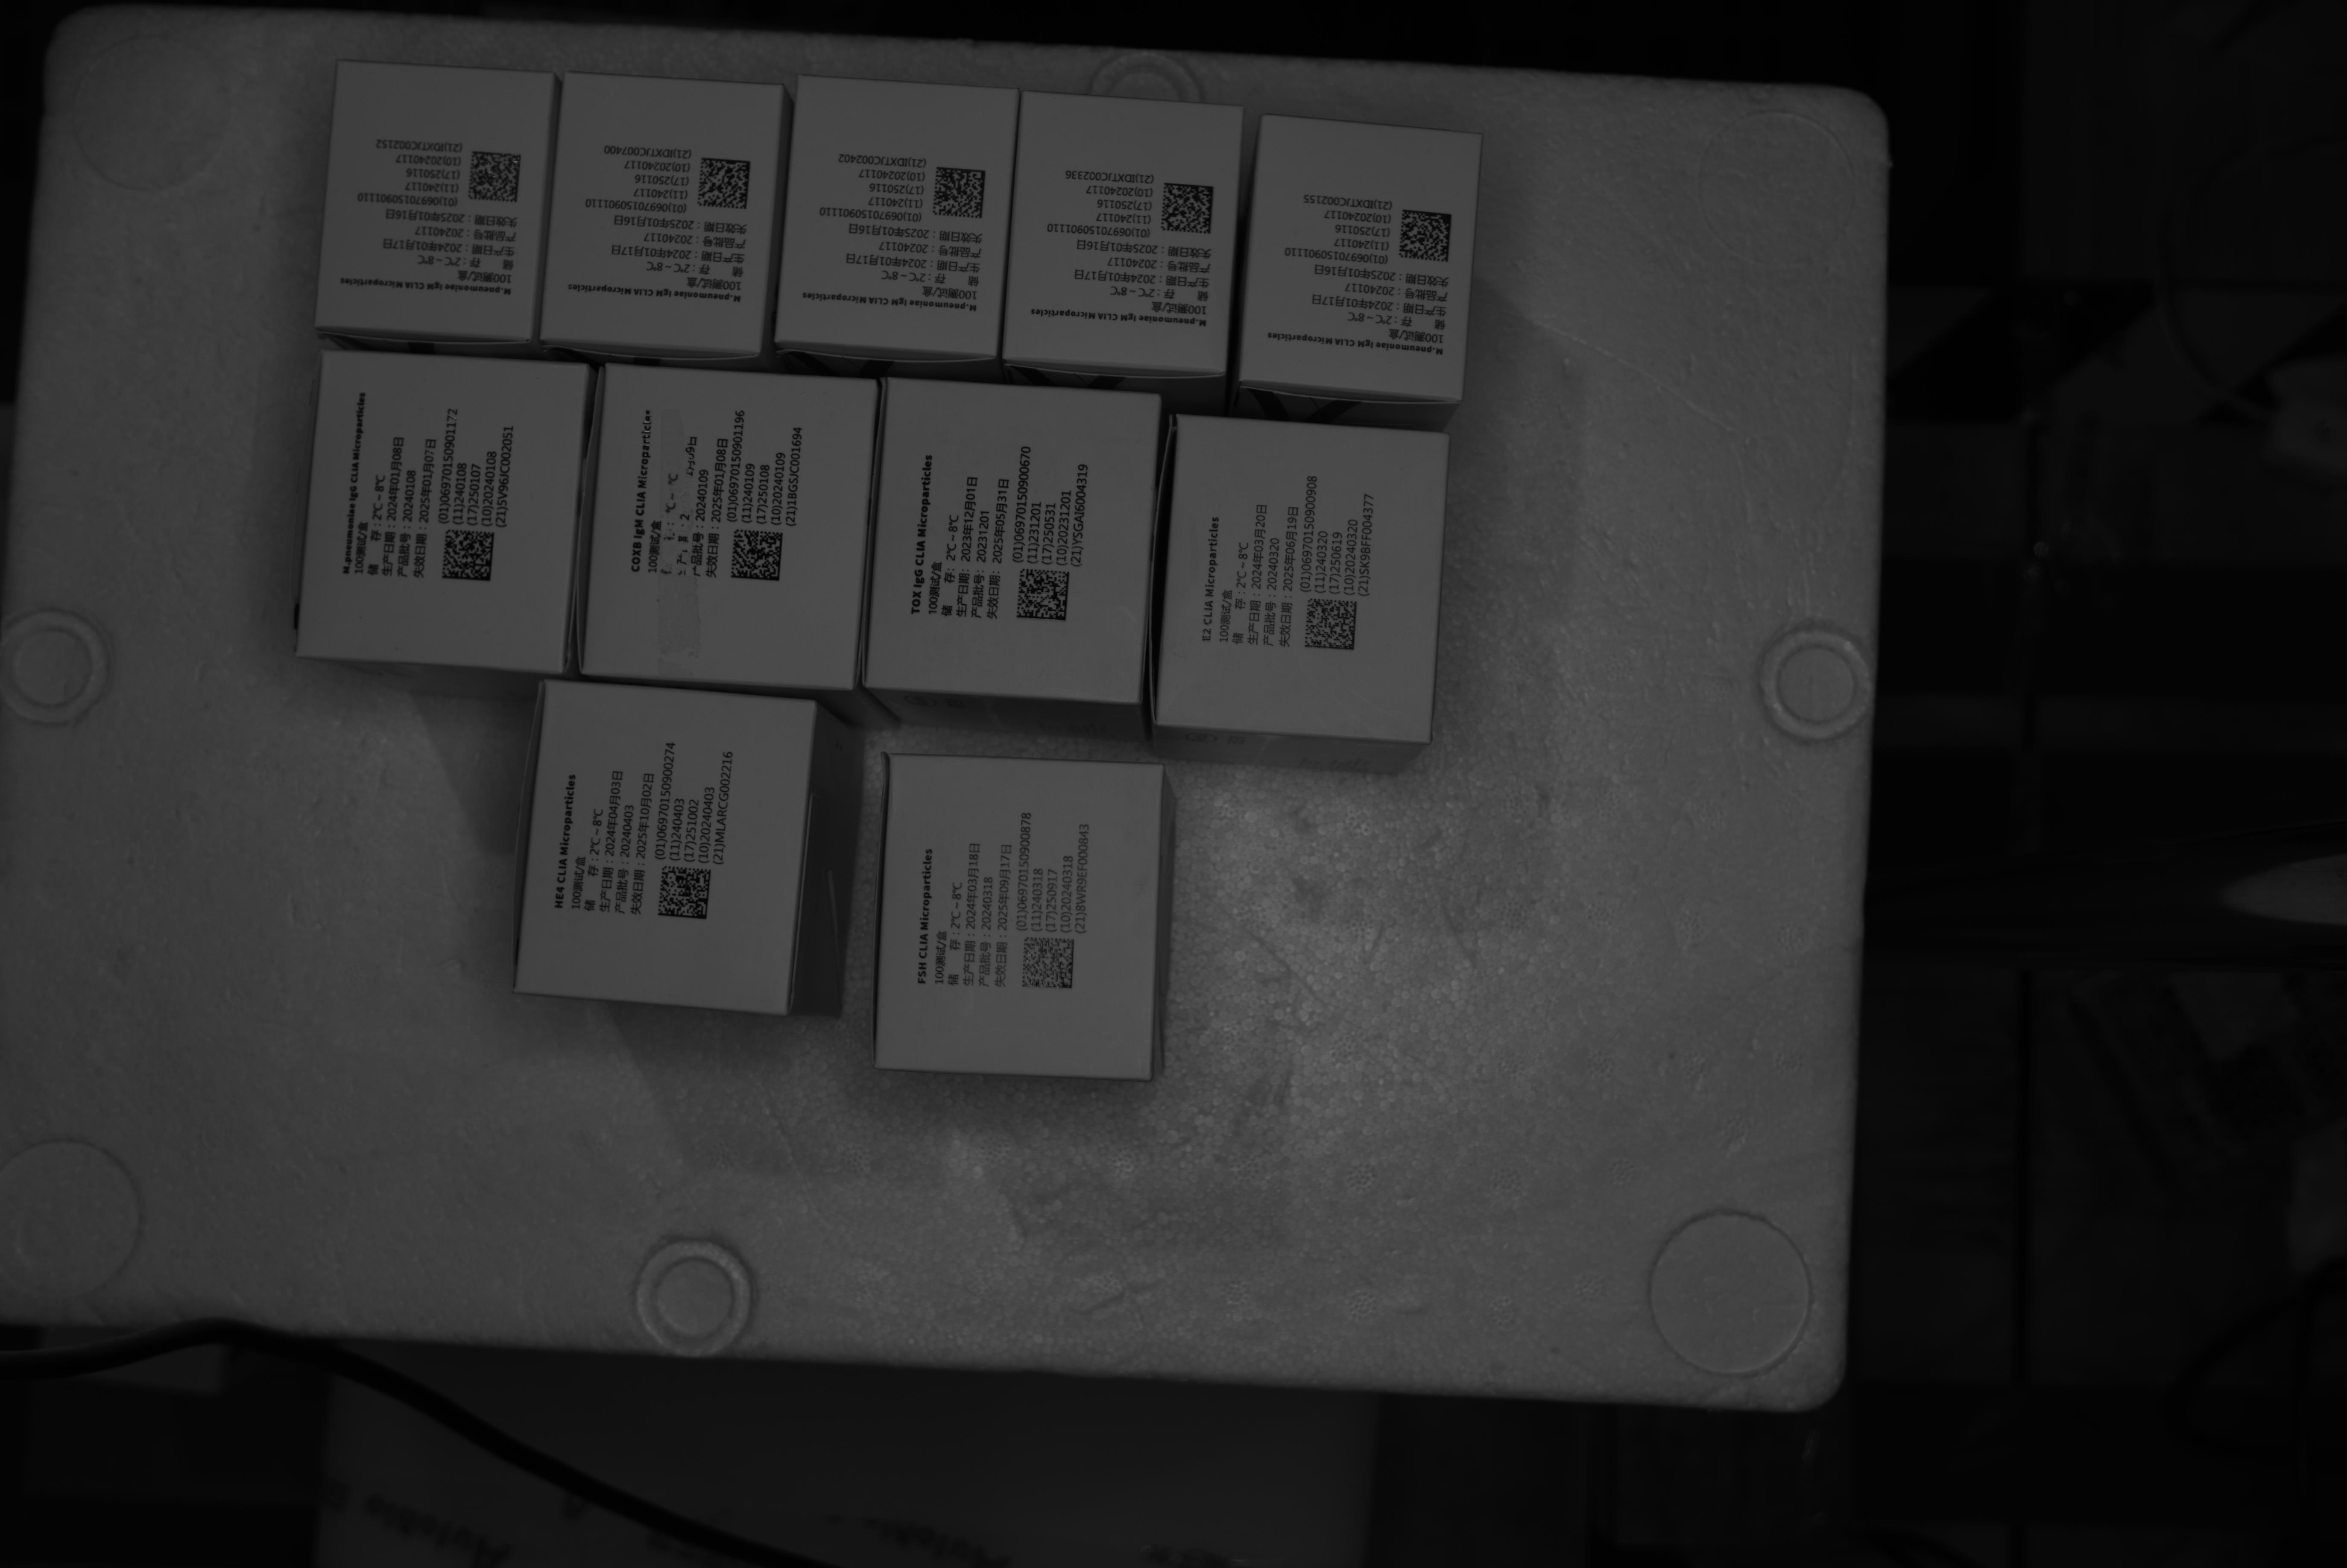 M.pneumoniae IgM CLIA Microparticles
100测试/盒
储 存：2℃~8℃
生产日期：2024年01月17日
产品批号：20240117
失效日期：2025年01月16日
(01)06970150901110
(11)240117
(17)250116
(10)20240117
(21)JIDXTJC002152
M.pneumoniae IgM CLIA Microparticles
100测试/盒
储 存：2℃~8℃
生产日期：2024年01月17日
产品批号：20240117
失效日期：2025年01月16日
(01)06970150901110
(11)240117
(17)250116
(10)20240117
(21)JIDXTJC007400
M.pneumoniae IgM CLIA Microparticles
100测试/盒
储 存：2℃~8℃
生产日期：2024年01月17日
产品批号：20240117
失效日期：2025年01月16日
(01)06970150901110
(11)240117
(17)250116
(10)20240117
(21)JIDXTJC002402
M.pneumoniae IgM CLIA Microparticles
100测试/盒
储 存：2℃~8℃
生产日期：2024年01月17日
产品批号：20240117
失效日期：2025年01月16日
(01)06970150901110
(11)240117
(17)250116
(10)20240117
(21)JIDXTJC002336
M.pneumoniae IgM CLIA Microparticles
100测试/盒
储 存：2℃~8℃
生产日期：2024年01月17日
产品批号：20240117
失效日期：2025年01月16日
(01)06970150901110
(11)240117
(17)250116
(10)20240117
(21)JIDXTJC002155
M.pneumoniae IgG CLIA Microparticles
100测试/盒
储 存：2℃~8℃
生产日期：2024年01月08日
产品批号：20240108
失效日期：2025年01月07日
(01)06970150901172
(11)240108
(17)250107
(10)20240108
(21)5V96JC002051
COXB IgM CLIA Microparticle
100测试/盒
产品批号：20240109
失效日期：2025年01月08日
(01)06970150901196
(11)240109
(17)250108
(10)20240109
(21)1BGSJC001694
TOX IgG CLIA Microparticles
100测试/盒
储 存：2℃~8℃
生产日期：2023年12月01日
产品批号：20231201
失效日期：2025年05月31日
(01)06970150900670
(11)231201
(17)250531
(10)20231201
(21)YSGAJ6004319
E2 CLIA Microparticles
100测试/盒
储 存：2℃~8℃
生产日期：2024年03月20日
产品批号：20240320
失效日期：2025年06月19日
(01)06970150900908
(11)240320
(17)250619
(10)20240320
(21)SK9BFF004377
HE4 CLIA Microparticles
100测试/盒
储 存：2℃~8℃
生产日期：2024年04月03日
产品批号：20240403
失效日期：2025年10月02日
(01)06970150900274
(11)240403
(17)251002
(10)20240403
(21)MLARCG002216
FSH CLIA Microparticles
100测试/盒
储 存：2℃~8℃
生产日期：2024年03月18日
产品批号：20240318
失效日期：2025年09月17日
(01)06970150900878
(11)240318
(17)250917
(10)20240318
(21)8WR9EF000843